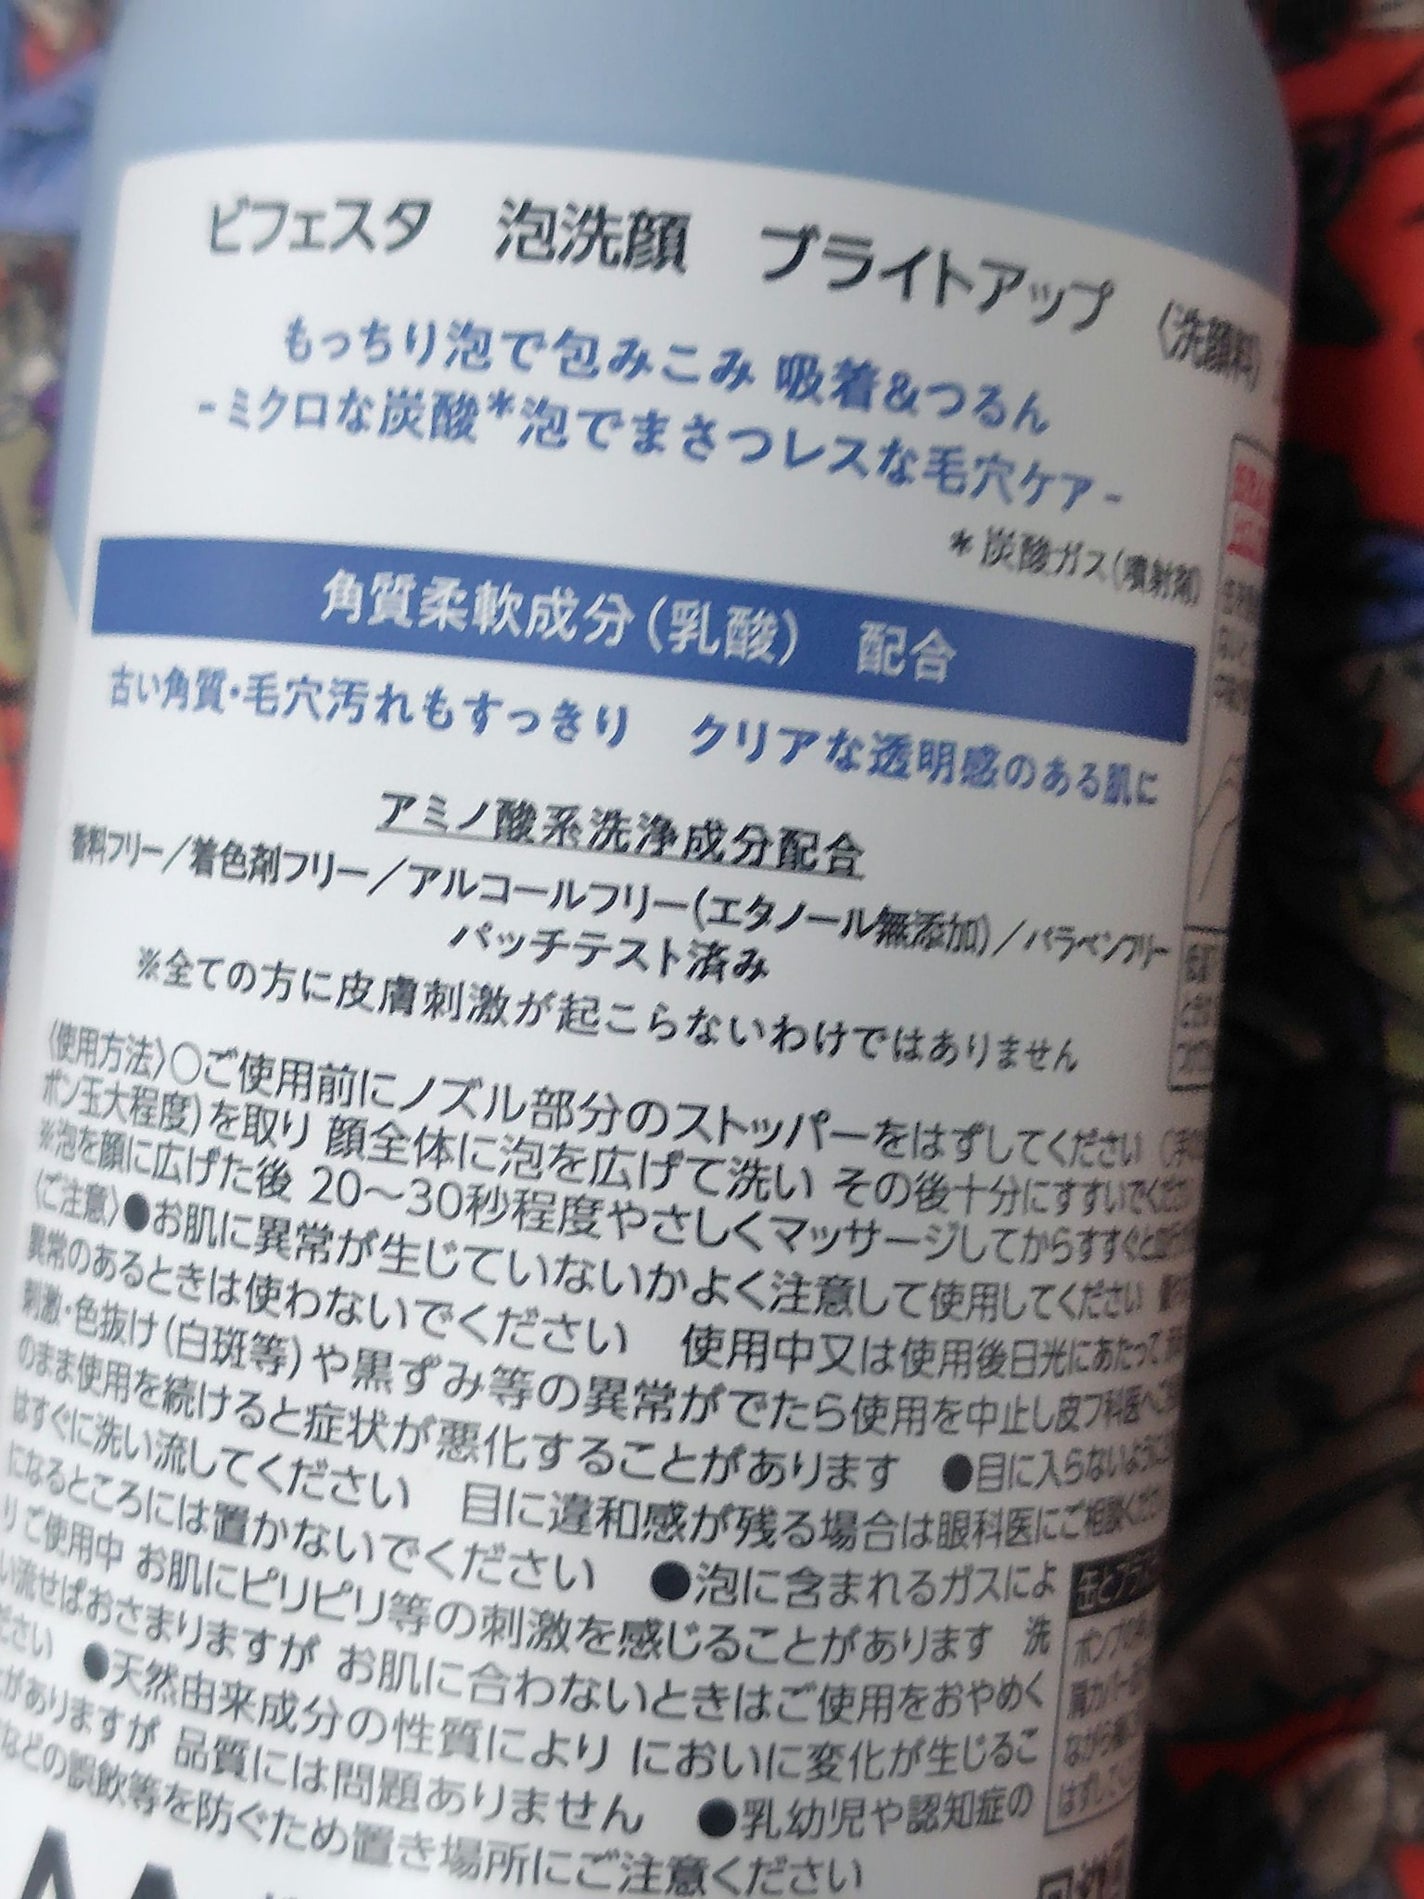 ビフェスタ　泡洗顔　ブライトアップ　〈洗顔料〉
もっちり泡で包みこみ 吸着&つるん
-ミクロな炭酸*泡でまさつレスな毛穴ケア-
*炭酸ガス(噴射剤)
角質柔軟成分(乳酸)　配合
古い角質・毛穴汚れもすっきり　クリアな透明感のある肌に
アミノ酸系洗浄成分配合
香料フリー/着色剤フリー/アルコールフリー(エタノール無添加)/パラベンフリー
パッチテスト済み
※全ての方に皮膚刺激が起こらないわけではありません
〈使用方法〉○ご使用前にノズル部分のストッパーをはずしてください
ポン玉大程度)を取り 顔全体に泡を広げて洗い その後十分にすすいでください
※泡を顔に広げた後 20〜30秒程度やさしくマッサージしてからすすぐと
〈ご注意〉●お肌に異常が生じていないかよく注意して使用してください
異常のあるときは使わないでください　使用中又は使用後日光にあたって
刺激・色抜け(白斑等)や黒ずみ等の異常がでたら使用を中止し皮フ科医へ
のまま使用を続けると症状が悪化することがあります　●目に入らないように
はすぐに洗い流してください　目に違和感が残る場合は眼科医にご相談くだ
になるところには置かないでください　●泡に含まれるガスによ
りご使用中 お肌にピリピリ等の刺激を感じることがあります　洗
い流せばおさまりますが お肌に合わないときはご使用をおやめく
ださい　●天然由来成分の性質により においに変化が生じるこ
とがありますが 品質には問題ありません　●乳幼児や認知症の
などの誤飲等を防ぐため置き場所にご注意ください